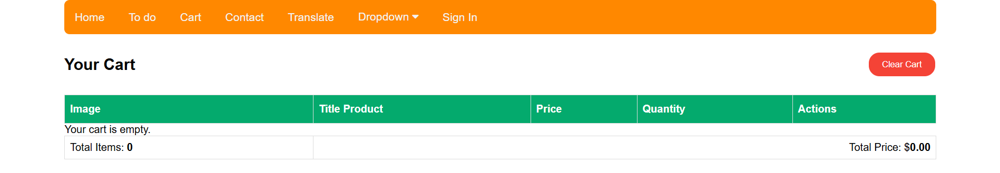 Home To do Cart Contact Translate Dropdown Sign In
Your Cart Clear Cart
Image Title Product Price Quantity Actions
Your cart is empty.
Total Items: 0 Total Price: $0.00